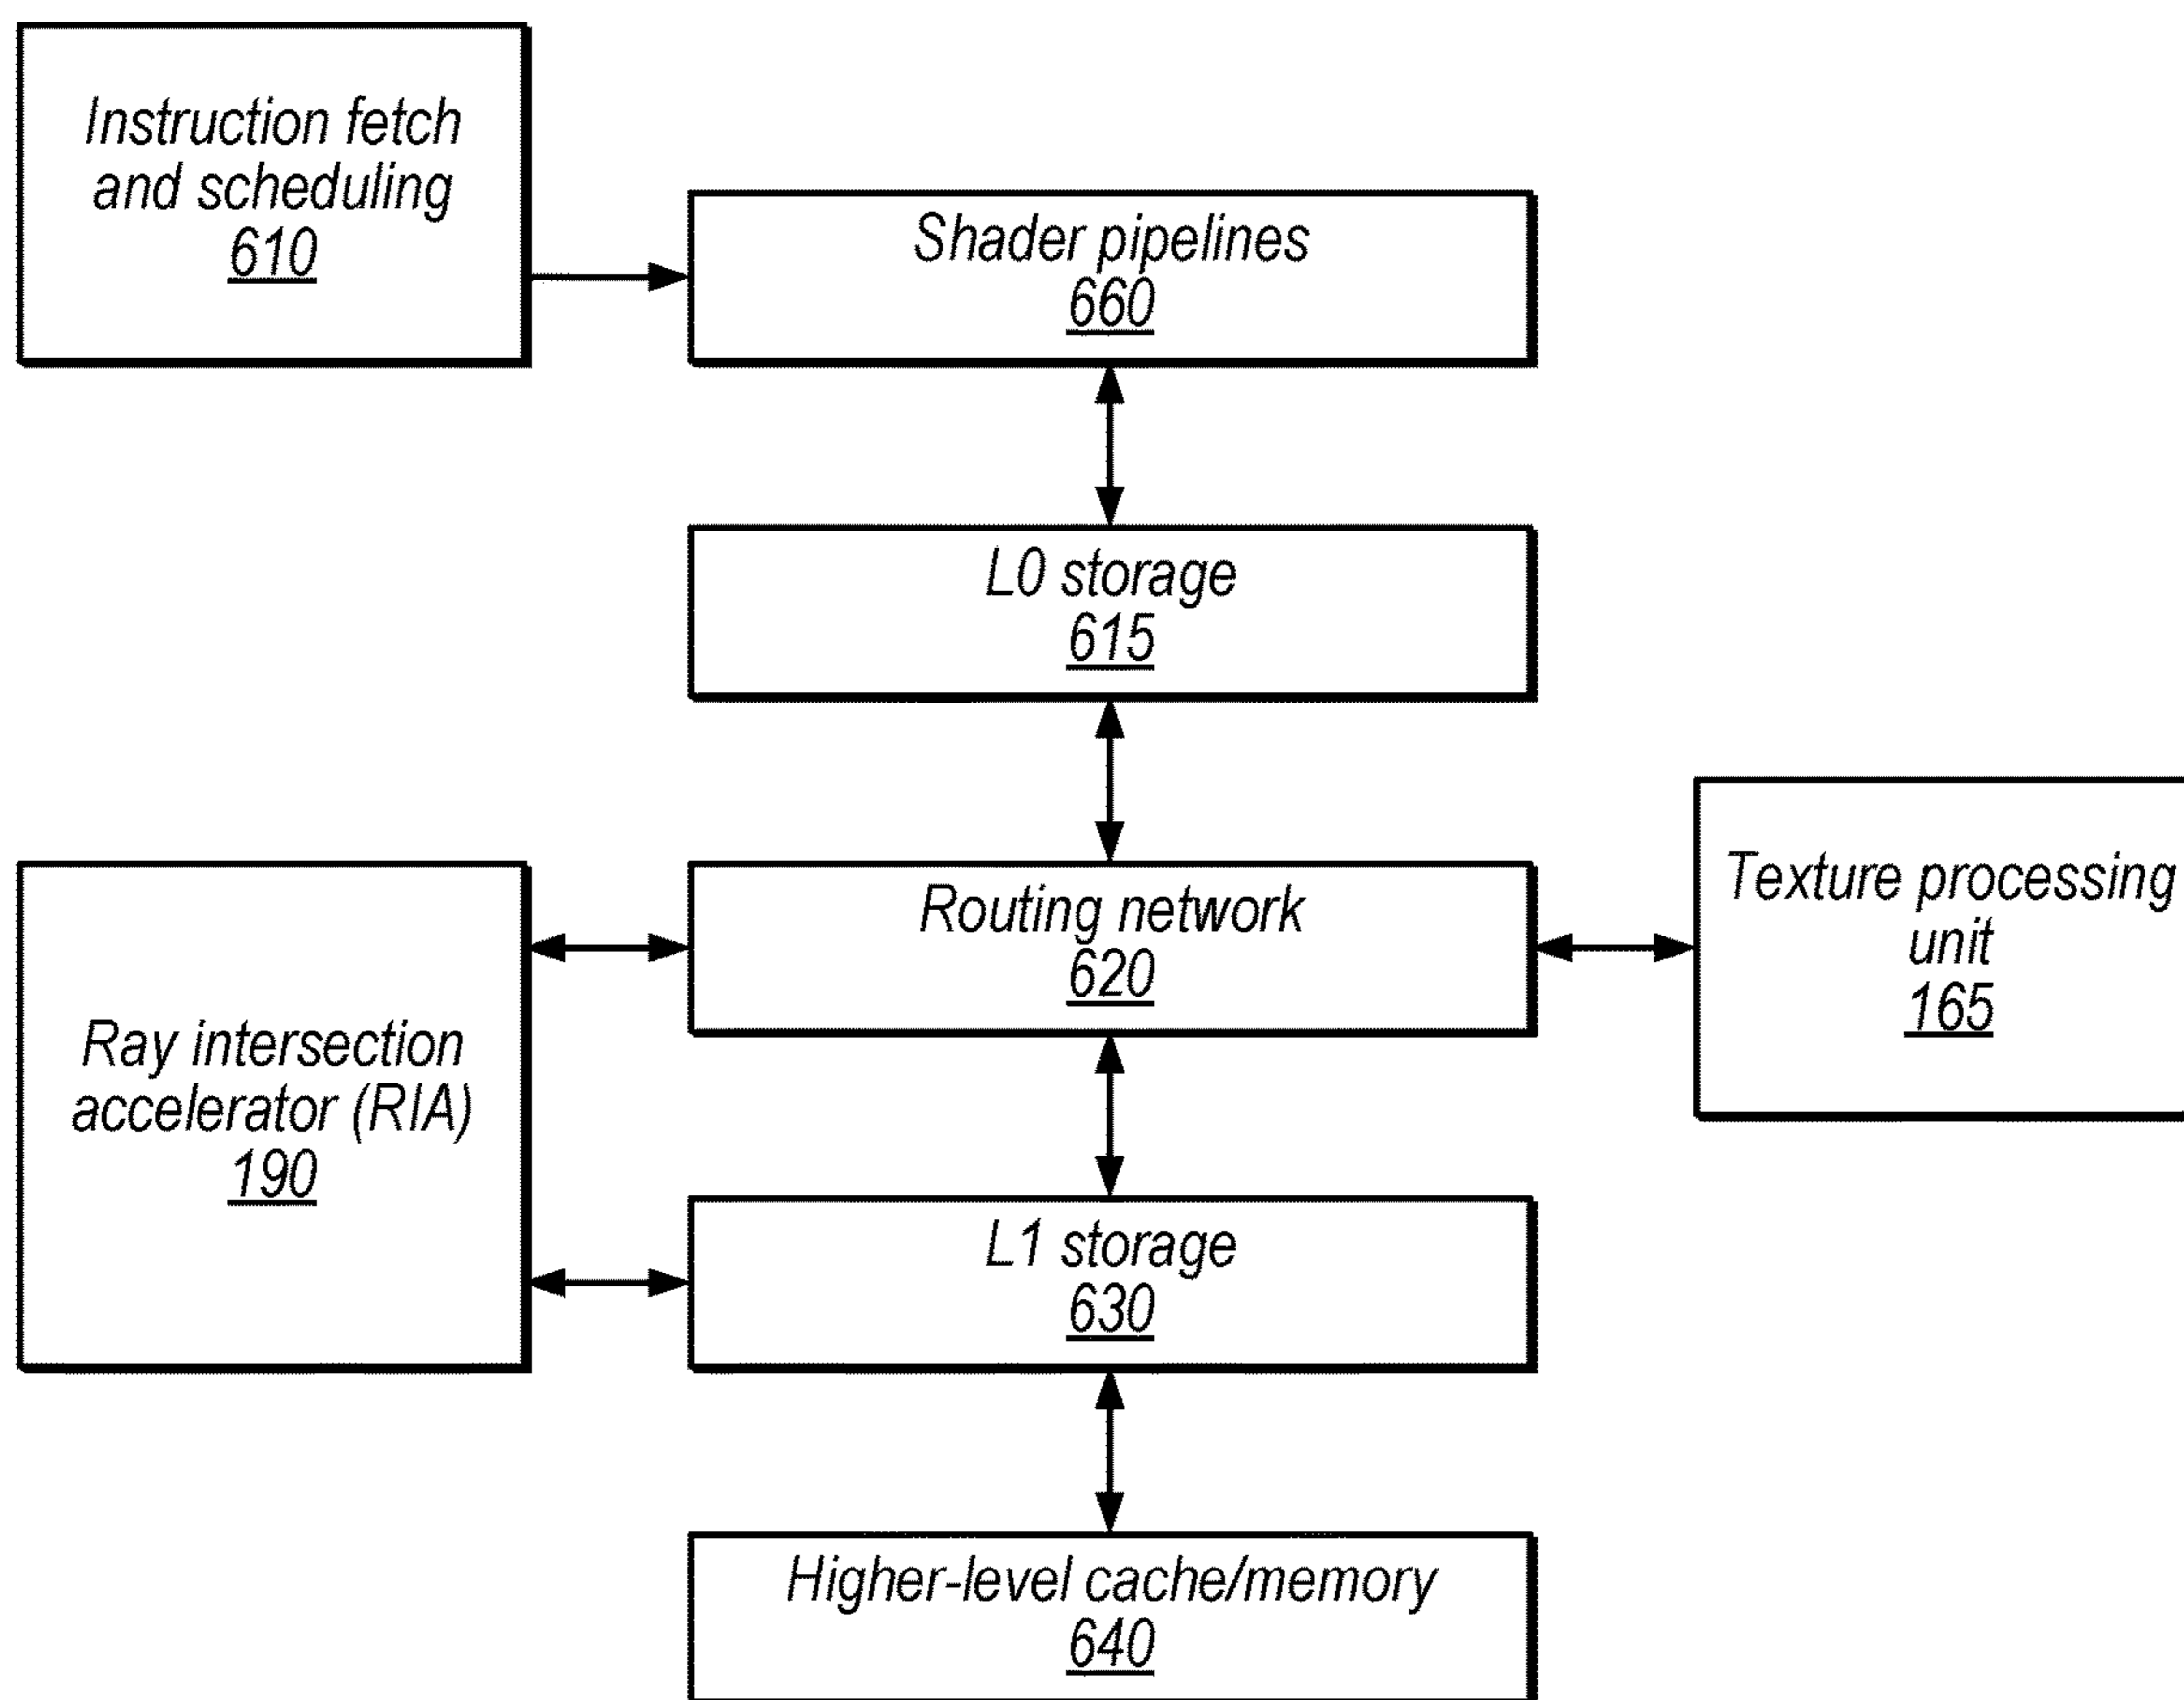 Instruction fetch
and scheduling
610
Shader pipelines
660
L0 storage
615
Routing network
620
Texture processing
unit
165
Ray intersection
accelerator (RIA)
190
L1 storage
630
Higher-level cache/memory
640